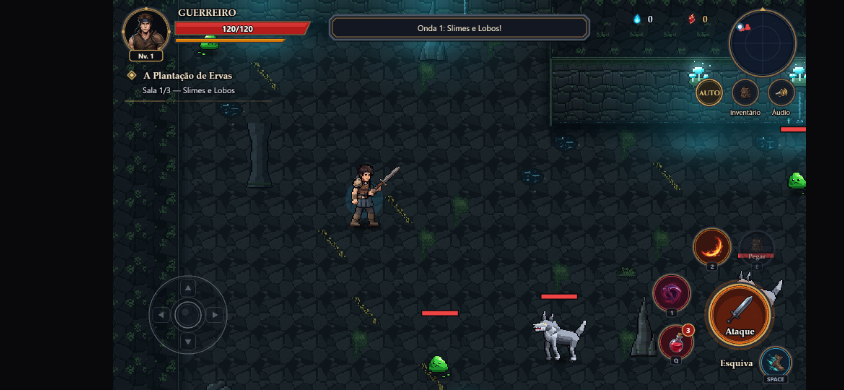 GUERREIRO
120/120
Nv. 1
Onda 1: Slimes e Lobos!
0
0
A Plantação de Ervas
Sala 1/3 — Slimes e Lobos
AUTO
Inventário
Áudio
2
Pegar
1
3
Q
Ataque
Esquiva
SPACE